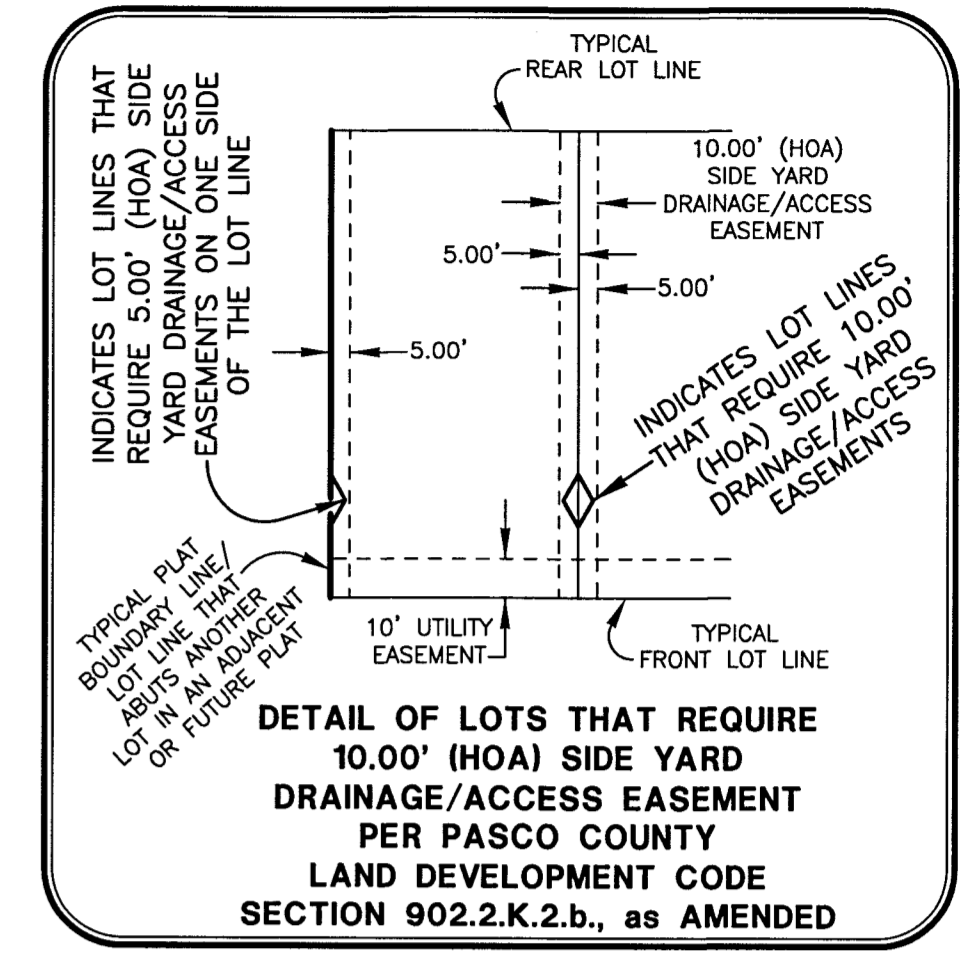 TYPICAL
REAR LOT LINE
INDICATES LOT LINES THAT
REQUIRE 5.00' (HOA) SIDE
YARD DRAINAGE/ACCESS
EASEMENTS ON ONE SIDE
OF THE LOT LINE
10.00' (HOA)
SIDE YARD
DRAINAGE/ACCESS
EASEMENT
5.00'
5.00'
5.00'
INDICATES LOT LINES
THAT REQUIRE 10.00'
(HOA) SIDE YARD
DRAINAGE/ACCESS
EASEMENTS
TYPICAL PLAT
BOUNDARY LINE/
LOT LINE THAT
ABUTS ANOTHER
LOT IN AN ADJACENT
OR FUTURE PLAT
10' UTILITY
EASEMENT
TYPICAL
FRONT LOT LINE
DETAIL OF LOTS THAT REQUIRE
10.00' (HOA) SIDE YARD
DRAINAGE/ACCESS EASEMENT
PER PASCO COUNTY
LAND DEVELOPMENT CODE
SECTION 902.2.K.2.b., as AMENDED